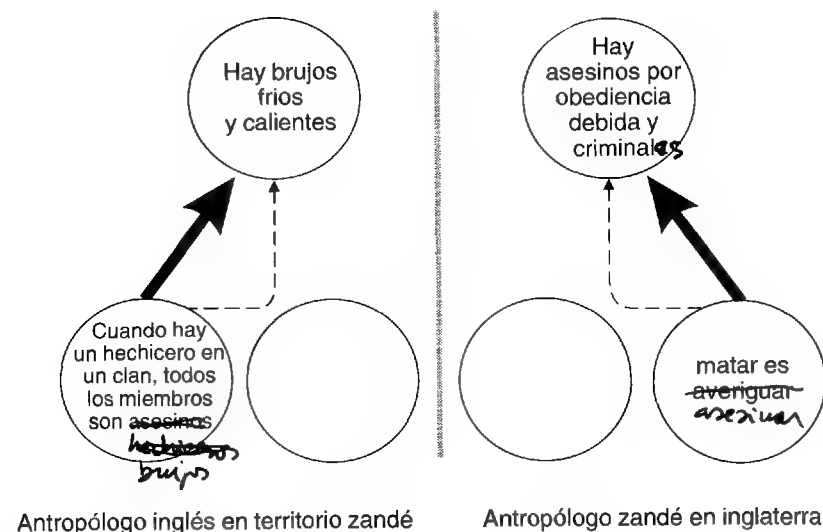 Hay brujos
fríos
y calientes
Cuando hay
un hechicero en
un clan, todos
los miembros
son asesinos
hechiceros
brujos
Antropólogo inglés en territorio zandé
Hay
asesinos por
obediencia
debida y
criminales
matar es
averiguar
asesinar
Antropólogo zandé en inglaterra